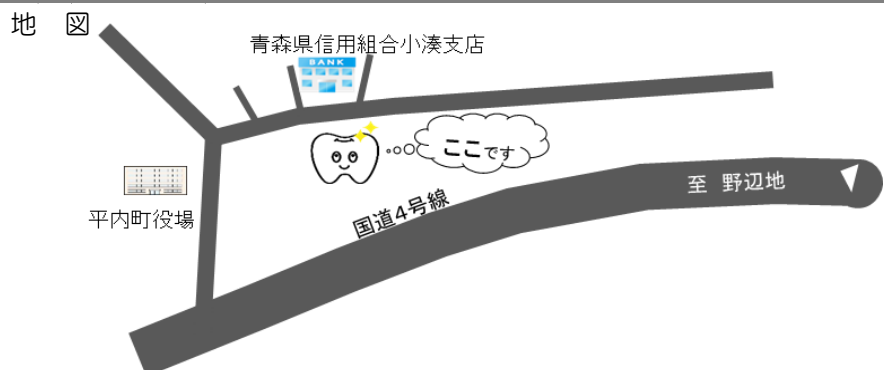 地　図
青森県信用組合小湊支店
BANK
ここです
平内町役場
国道4号線
至 野辺地